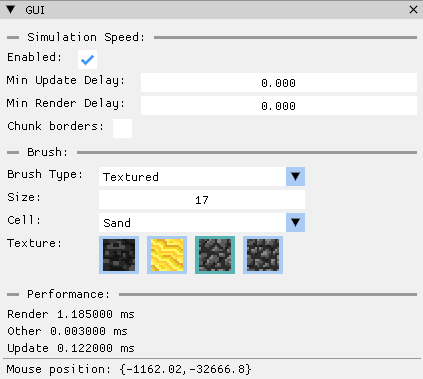 GUI
Simulation Speed:
Enabled:
Min Update Delay: 0.000
Min Render Delay: 0.000
Chunk borders:
Brush:
Brush Type: Textured
Size: 17
Cell: Sand
Texture:
Performance:
Render 1.185000 ms
Other 0.003000 ms
Update 0.122000 ms
Mouse position: {-1162.02,-32666.8}